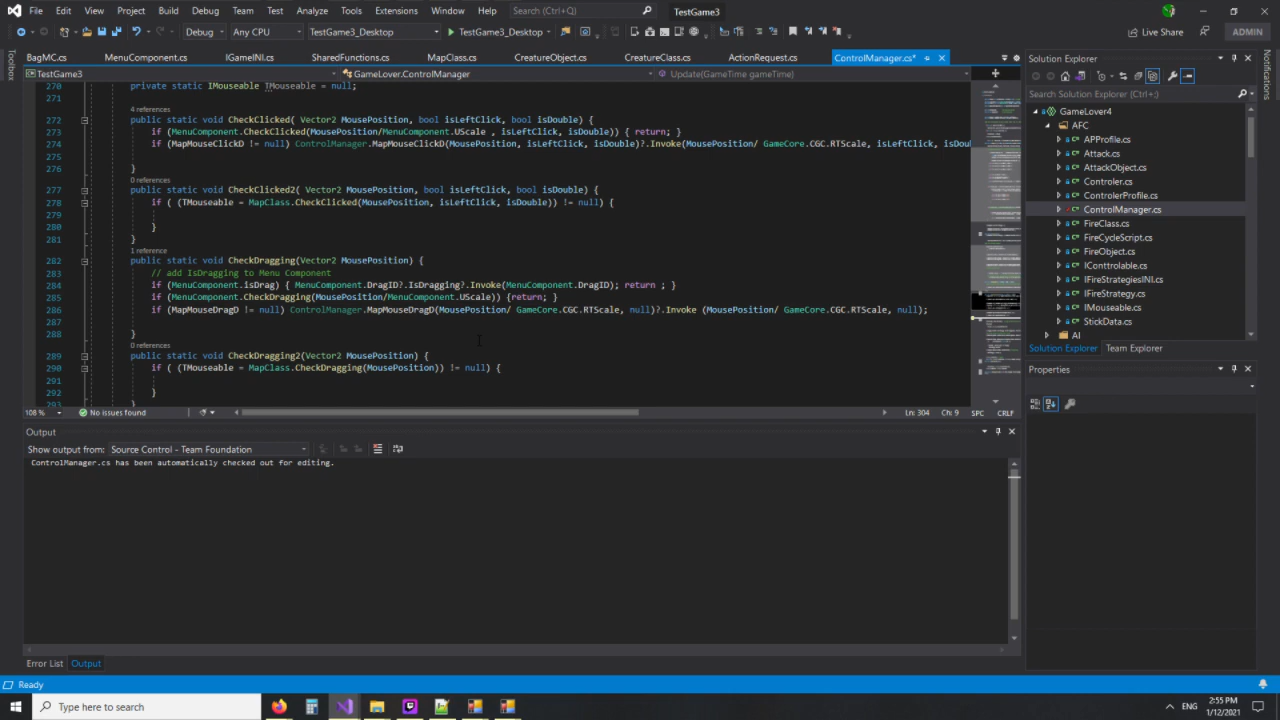 File Edit View Project Build Debug Team Test Analyze Tools Extensions Window Help Search (Ctrl+Q) TestGame3
Debug Any CPU TestGame3_Desktop TestGame3_Desktop Live Share ADMIN
Toolbox
BagMC.cs MenuComponent.cs IGameINI.cs SharedFunctions.cs MapClass.cs CreatureObject.cs CreatureClass.cs ActionRequest.cs ControlManager.cs*
TestGame3 GameLover.ControlManager Update(GameTime gameTime)
270 private static IMouseable TMouseable = null;
271
4 references
272 public static void CheckClick(Vector2 MousePosition, bool isLeftClick, bool isDouble) {
273 if (MenuComponent.CheckClick(MousePosition/MenuComponent. isLeftClick, isDouble)) { return; }
274 if (MapMouseClickD != null ControlManager.MapMouseClickD(MousePosition, isLeftClick, isDouble)?.Invoke(MousePosition/ GameCore.CGC.RTScale, isLeftClick, isDou
275
276 }
0 references
277 public static void CheckClick Vector2 MousePosition, bool isLeftClick, bool isDouble) {
278 if ( (TMouseable = MapClass. Clicked(MousePosition, isLeftClick, isDouble)) != null) {
279
280 }
281 }
1 reference
282 public static void CheckDragging(Vector2 MousePosition) {
283 // add IsDragging to Menu component
284 if (MenuComponent.isDrag) Component.DragID?.IsDragging?. (MenuComponent.DragID); return ; }
285 if (MenuComponent.CheckDragging(MousePosition/MenuComponent.UScale)) {return;
286 if (MapMouseDragD != null) .MapMouseDragD(MousePosition/ GameCore. RTScale, null)?.Invoke (MousePosition/ GameCore.CGC.RTScale, null);
287
288
0 references
289 public static void CheckDragging Vector2 MousePosition) {
290 if ( (TMouseable = MapClass.CheckDragging(MousePosition)) != null) {
291
292 }
293 }
108 % No issues found Ln: 304 Ch: 9 SPC CRLF
Output
Show output from: Source Control - Team Foundation
ControlManager.cs has been automatically checked out for editing.
Error List Output
Solution Explorer
Search Solution Explorer (Ctrl+;)
GameLover4
AFC
APProfile.cs
Attack.cs
AttackObject.cs
Controler.cs
ControlerProfile.cs
ControlManager.cs
FireClass.cs
FireCycleScript.cs
FireObject.cs
IConttrolable.cs
IFireStrategiesINI.cs
IFireStrategy.cs
IMouseable.cs
StickData.cs
AI
Solution Explorer Team Explorer
Properties
Notifications
Ready
Type here to search
ENG
2:55 PM
1/12/2021